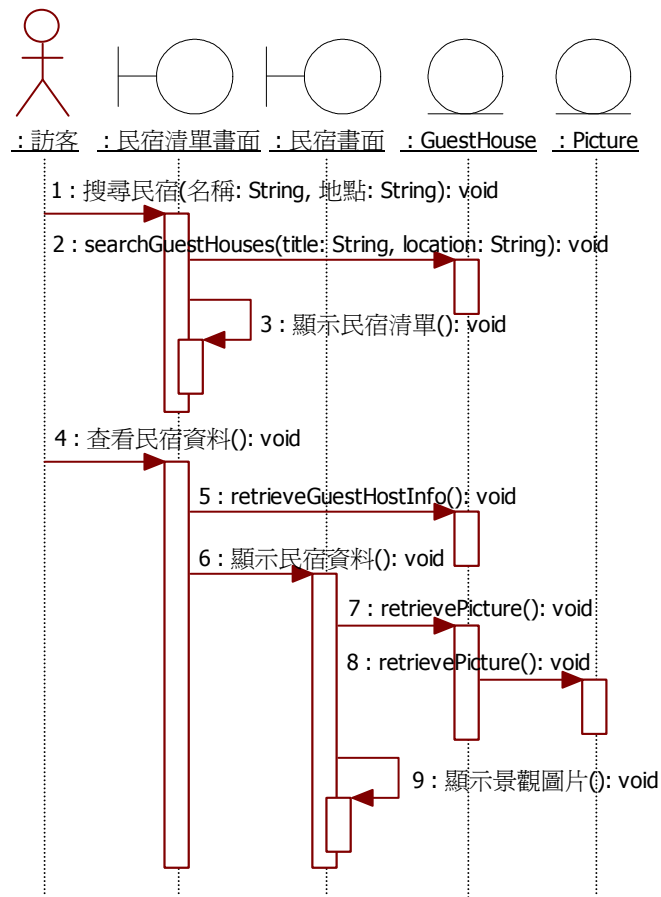 : 訪客 : 民宿清單畫面 : 民宿畫面 : GuestHouse : Picture
1 : 搜尋民宿(名稱: String, 地點: String): void
2 : searchGuestHouses(title: String, location: String): void
3 : 顯示民宿清單(): void
4 : 查看民宿資料(): void
5 : retrieveGuestHostInfo(): void
6 : 顯示民宿資料(): void
7 : retrievePicture(): void
8 : retrievePicture(): void
9 : 顯示景觀圖片(): void